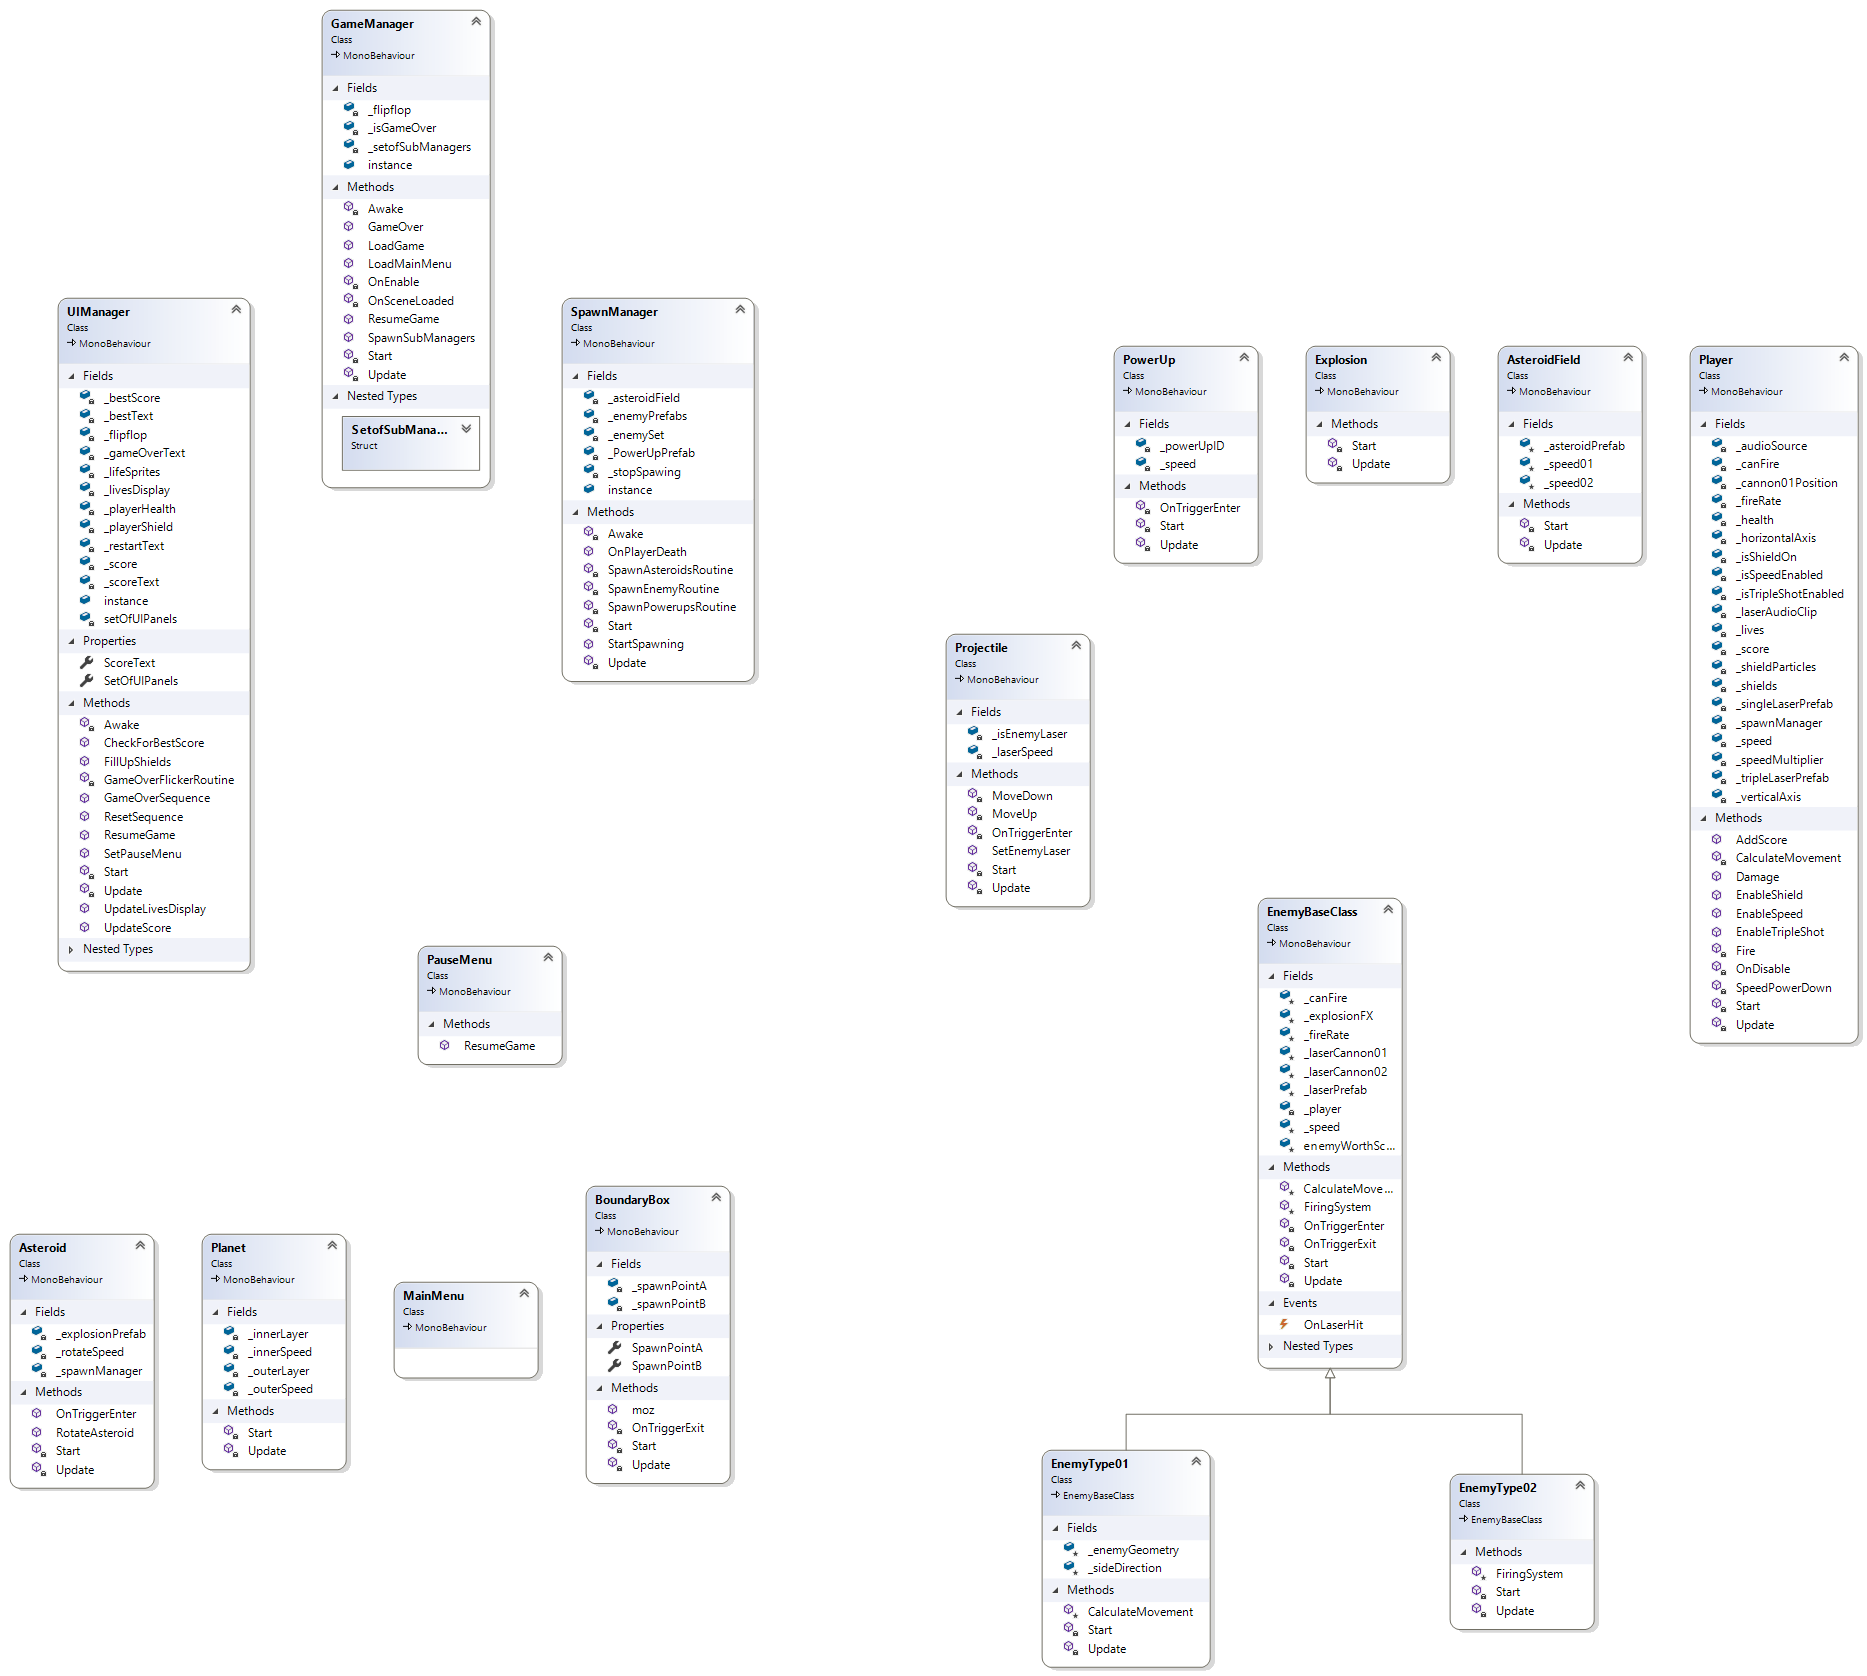 GameManager
Class
MonoBehaviour
Fields
_flipflop
_isGameOver
_setofSubManagers
instance
Methods
Awake
GameOver
LoadGame
LoadMainMenu
OnEnable
OnSceneLoaded
ResumeGame
SpawnSubManagers
Start
Update
Nested Types
SetofSubMana...
Struct
UIManager
Class
MonoBehaviour
Fields
_bestScore
_bestText
_flipflop
_gameOverText
_lifeSprites
_livesDisplay
_playerHealth
_playerShield
_restartText
_score
_scoreText
instance
setOfUIPanels
Properties
ScoreText
SetOfUIPanels
Methods
Awake
CheckForBestScore
FillUpShields
GameOverFlickerRoutine
GameOverSequence
ResetSequence
ResumeGame
SetPauseMenu
Start
Update
UpdateLivesDisplay
UpdateScore
Nested Types
SpawnManager
Class
MonoBehaviour
Fields
_asteroidField
_enemyPrefabs
_enemySet
_PowerUpPrefab
_stopSpawing
instance
Methods
Awake
OnPlayerDeath
SpawnAsteroidsRoutine
SpawnEnemyRoutine
SpawnPowerupsRoutine
Start
StartSpawning
Update
PowerUp
Class
MonoBehaviour
Fields
_powerUpID
_speed
Methods
OnTriggerEnter
Start
Update
Explosion
Class
MonoBehaviour
Methods
Start
Update
AsteroidField
Class
MonoBehaviour
Fields
_asteroidPrefab
_speed01
_speed02
Methods
Start
Update
Player
Class
MonoBehaviour
Fields
_audioSource
_canFire
_cannon01Position
_fireRate
_health
_horizontalAxis
_isShieldOn
_isSpeedEnabled
_isTripleShotEnabled
_laserAudioClip
_lives
_score
_shieldParticles
_shields
_singleLaserPrefab
_spawnManager
_speed
_speedMultiplier
_tripleLaserPrefab
_verticalAxis
Methods
AddScore
CalculateMovement
Damage
EnableShield
EnableSpeed
EnableTripleShot
Fire
OnDisable
SpeedPowerDown
Start
Update
Projectile
Class
MonoBehaviour
Fields
_isEnemyLaser
_laserSpeed
Methods
MoveDown
MoveUp
OnTriggerEnter
SetEnemyLaser
Start
Update
EnemyBaseClass
Class
MonoBehaviour
Fields
_canFire
_explosionFX
_fireRate
_laserCannon01
_laserCannon02
_laserPrefab
_player
_speed
enemyWorthSc...
Methods
CalculateMove...
FiringSystem
OnTriggerEnter
OnTriggerExit
Start
Update
Events
OnLaserHit
Nested Types
PauseMenu
Class
MonoBehaviour
Methods
ResumeGame
Asteroid
Class
MonoBehaviour
Fields
_explosionPrefab
_rotateSpeed
_spawnManager
Methods
OnTriggerEnter
RotateAsteroid
Start
Update
Planet
Class
MonoBehaviour
Fields
_innerLayer
_innerSpeed
_outerLayer
_outerSpeed
Methods
Start
Update
MainMenu
Class
MonoBehaviour
BoundaryBox
Class
MonoBehaviour
Fields
_spawnPointA
_spawnPointB
Properties
SpawnPointA
SpawnPointB
Methods
moz
OnTriggerExit
Start
Update
EnemyType01
Class
EnemyBaseClass
Fields
_enemyGeometry
_sideDirection
Methods
CalculateMovement
Start
Update
EnemyType02
Class
EnemyBaseClass
Methods
FiringSystem
Start
Update